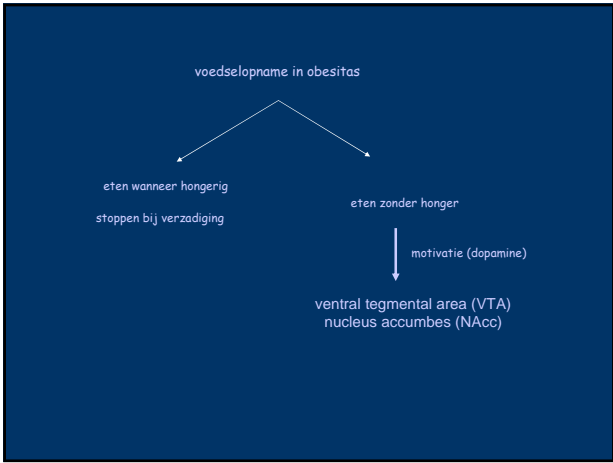 voedselopname in obesitas
eten wanneer hongerig
stoppen bij verzadiging
eten zonder honger
motivatie (dopamine)
ventral tegmental area (VTA)
nucleus accumbes (NAcc)